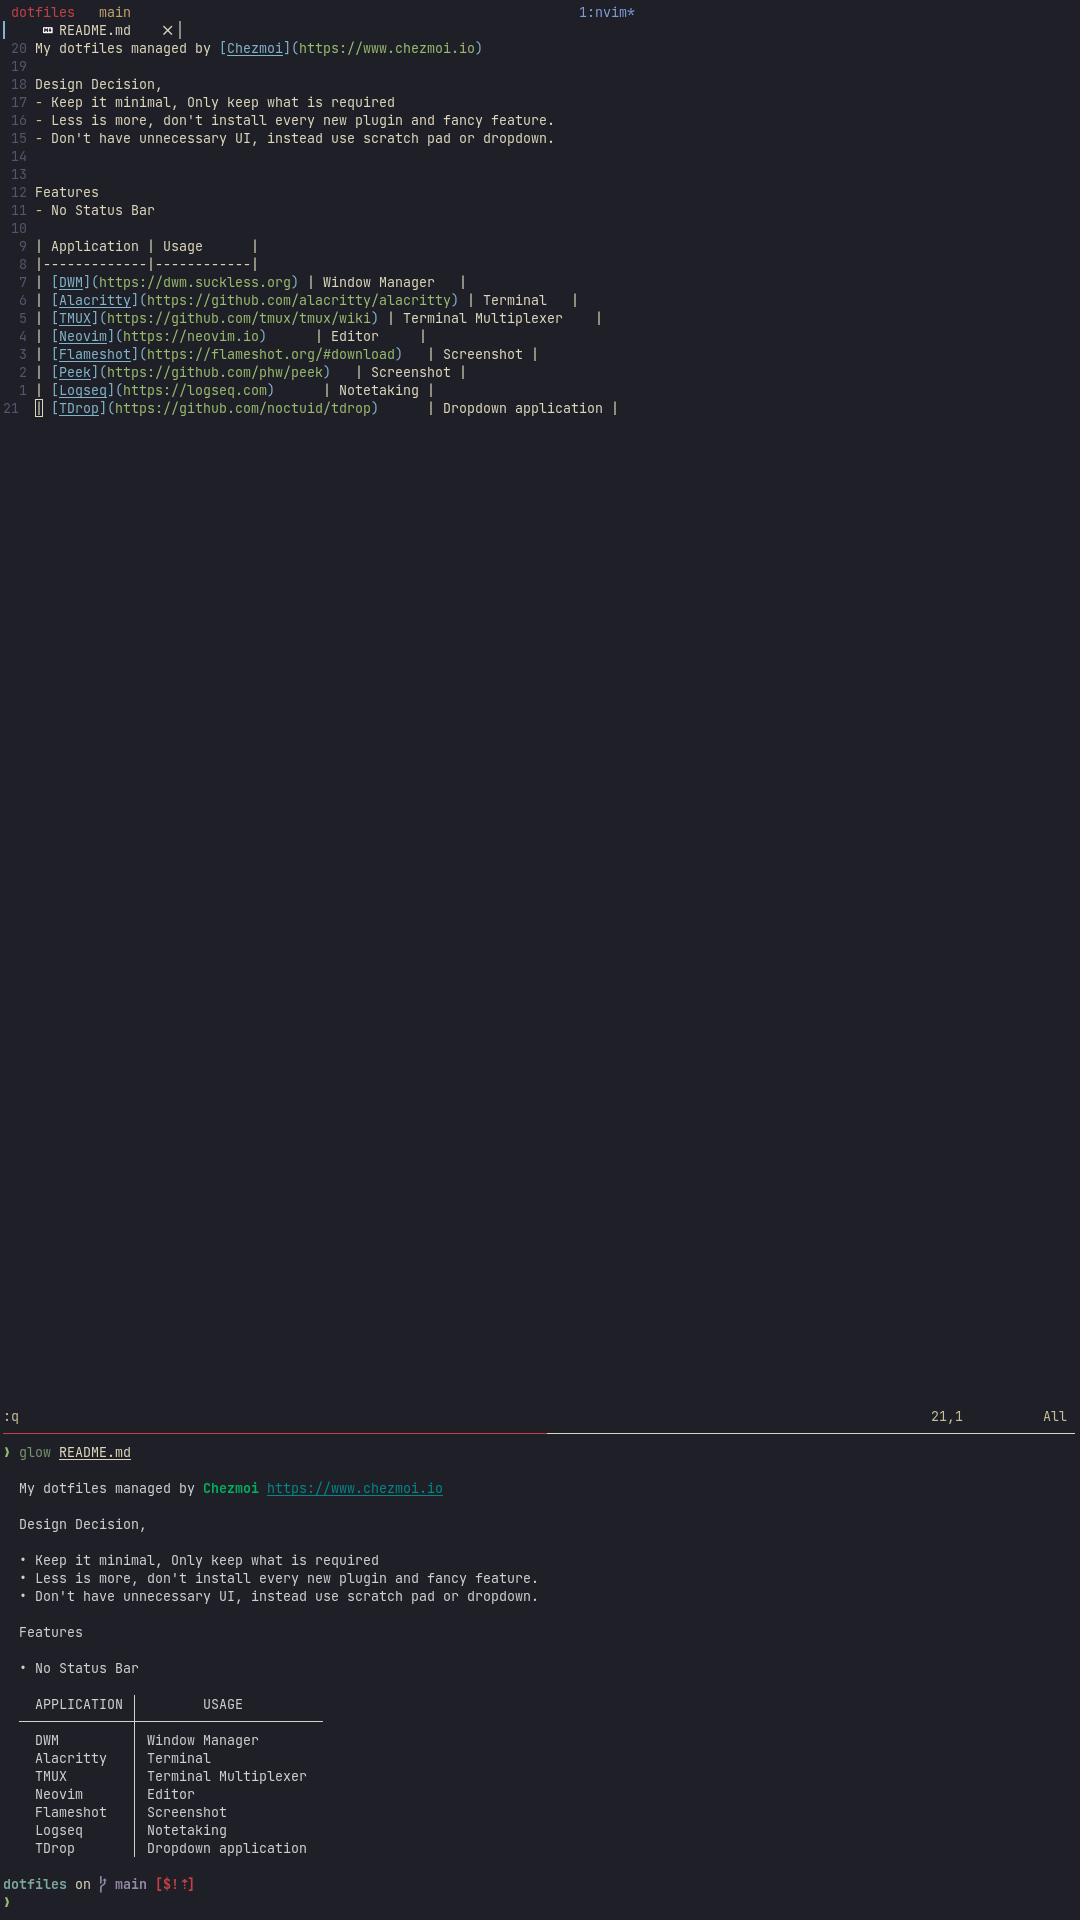 dotfiles main 1:nvim*
README.md ×
20 My dotfiles managed by [Chezmoi](https://www.chezmoi.io)
19
18 Design Decision,
17 - Keep it minimal, Only keep what is required
16 - Less is more, don't install every new plugin and fancy feature.
15 - Don't have unnecessary UI, instead use scratch pad or dropdown.
14
13
12 Features
11 - No Status Bar
10
9 | Application | Usage      |
8 |-------------|------------|
7 | [DWM](https://dwm.suckless.org) | Window Manager   |
6 | [Alacritty](https://github.com/alacritty/alacritty) | Terminal   |
5 | [TMUX](https://github.com/tmux/tmux/wiki) | Terminal Multiplexer    |
4 | [Neovim](https://neovim.io)      | Editor     |
3 | [Flameshot](https://flameshot.org/#download)   | Screenshot |
2 | [Peek](https://github.com/phw/peek)   | Screenshot |
1 | [Logseq](https://logseq.com)      | Notetaking |
21 | [TDrop](https://github.com/noctuid/tdrop)      | Dropdown application |
:q 21,1 All
❱ glow README.md
My dotfiles managed by Chezmoi https://www.chezmoi.io
Design Decision,
• Keep it minimal, Only keep what is required
• Less is more, don't install every new plugin and fancy feature.
• Don't have unnecessary UI, instead use scratch pad or dropdown.
Features
• No Status Bar
APPLICATION │ USAGE
DWM │ Window Manager
Alacritty │ Terminal
TMUX │ Terminal Multiplexer
Neovim │ Editor
Flameshot │ Screenshot
Logseq │ Notetaking
TDrop │ Dropdown application
dotfiles on main [$!⇡]
❱